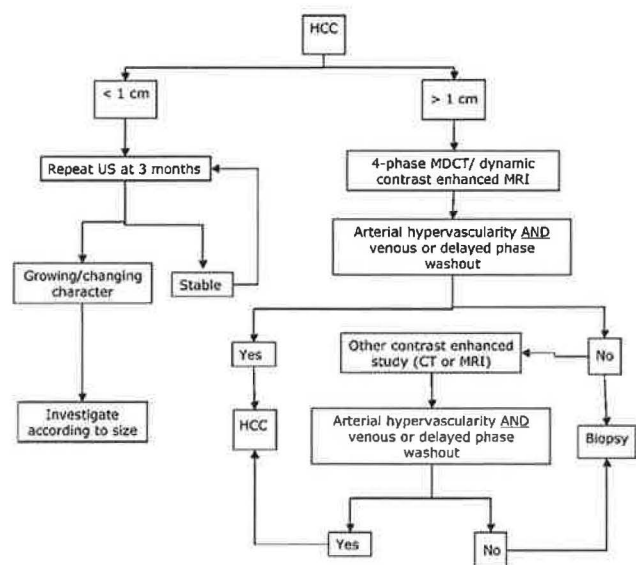 HCC
< 1 cm
> 1 cm
Repeat US at 3 months
4-phase MDCT/ dynamic
contrast enhanced MRI
Arterial hypervascularity AND
venous or delayed phase
washout
Growing/changing
character
Stable
Yes
Other contrast enhanced
study (CT or MRI)
No
Investigate
according to size
HCC
Arterial hypervascularity AND
venous or delayed phase
washout
Biopsy
Yes
No